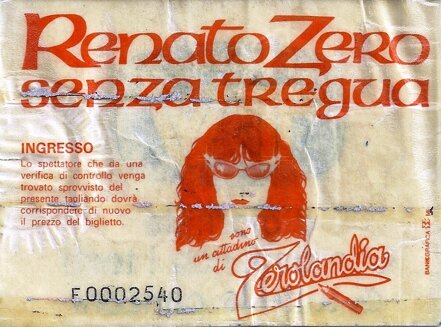 Renato Zero
senza tregua
INGRESSO
Lo spettatore che da una
verifica di controllo venga
trovato sprovvisto del
presente tagliando dovrà
corrispondere di nuovo
il prezzo del biglietto.
sono
un cittadino
di
Zerolandia
F0002540